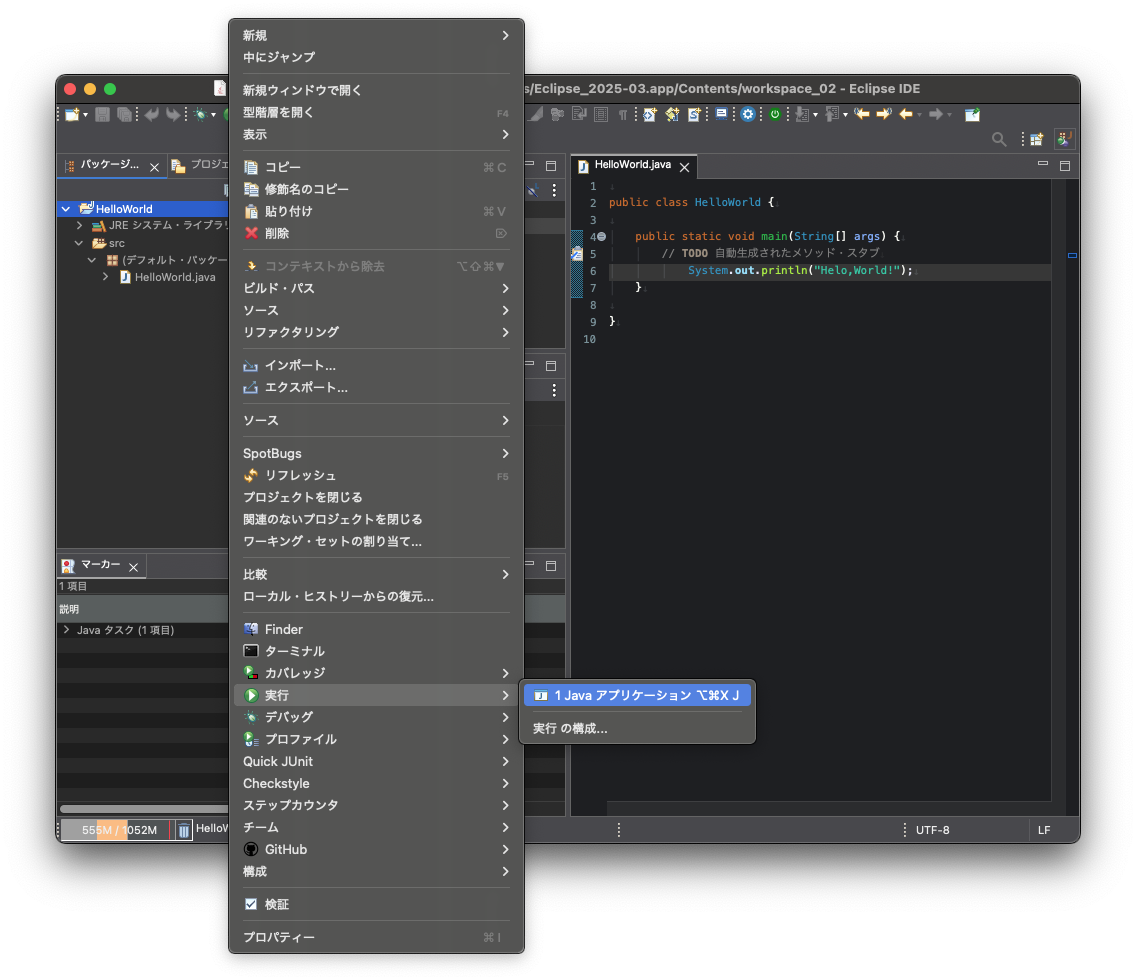 新規
中にジャンプ
新規ウィンドウで開く
型階層を開く F4
表示
コピー ⌘C
修飾名のコピー
貼り付け ⌘V
削除 ⌦
コンテキストから除去 ⌥⇧⌘▼
ビルド・パス
ソース
リファクタリング
インポート...
エクスポート...
ソース
SpotBugs
リフレッシュ F5
プロジェクトを閉じる
関連のないプロジェクトを閉じる
ワーキング・セットの割り当て...
比較
ローカル・ヒストリーからの復元...
Finder
ターミナル
カバレッジ
実行
デバッグ
プロファイル
Quick JUnit
Checkstyle
ステップカウンタ
チーム
GitHub
構成
検証
プロパティー ⌘I
1 Java アプリケーション ⌥⌘X J
実行 の構成...
s/Eclipse_2025-03.app/Contents/workspace_02 - Eclipse IDE
パッケージ...
プロジェ
HelloWorld
JRE システム・ライブラリ
src
(デフォルト・パッケー
HelloWorld.java
マーカー
1 項目
説明
Java タスク (1 項目)
HelloWorld.java
1
2 public class HelloWorld {
3
4 public static void main(String[] args) {
5 // TODO 自動生成されたメソッド・スタブ
6 System.out.println("Helo,World!");
7 }
8
9 }
10
555M / 1052M
HelloW
UTF-8
LF